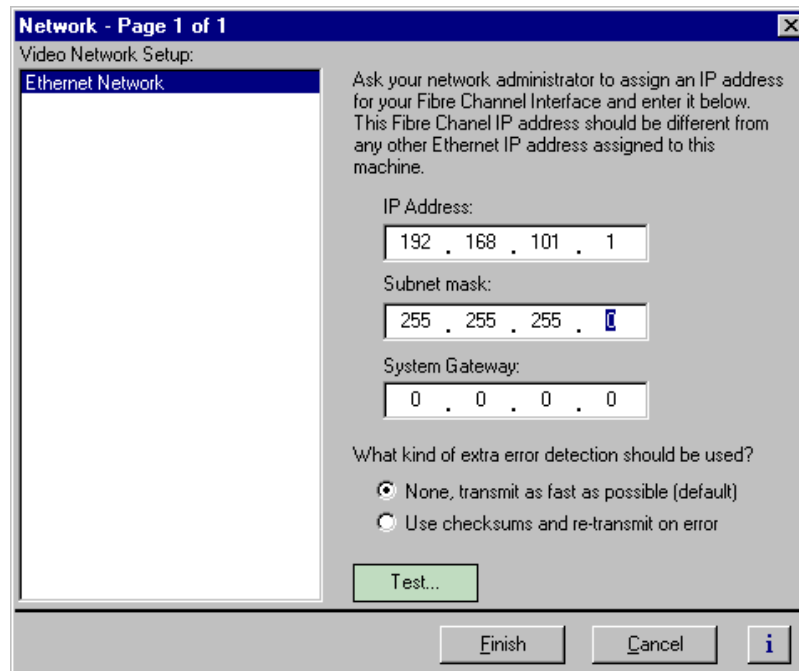 Network - Page 1 of 1
Video Network Setup:
Ethernet Network
Ask your network administrator to assign an IP address
for your Fibre Channel Interface and enter it below.
This Fibre Chanel IP address should be different from
any other Ethernet IP address assigned to this
machine.
IP Address:
192 . 168 . 101 . 1
Subnet mask:
255 . 255 . 255 . 0
System Gateway:
0 . 0 . 0 . 0
What kind of extra error detection should be used?
None, transmit as fast as possible (default)
Use checksums and re-transmit on error
Test...
Finish
Cancel
i